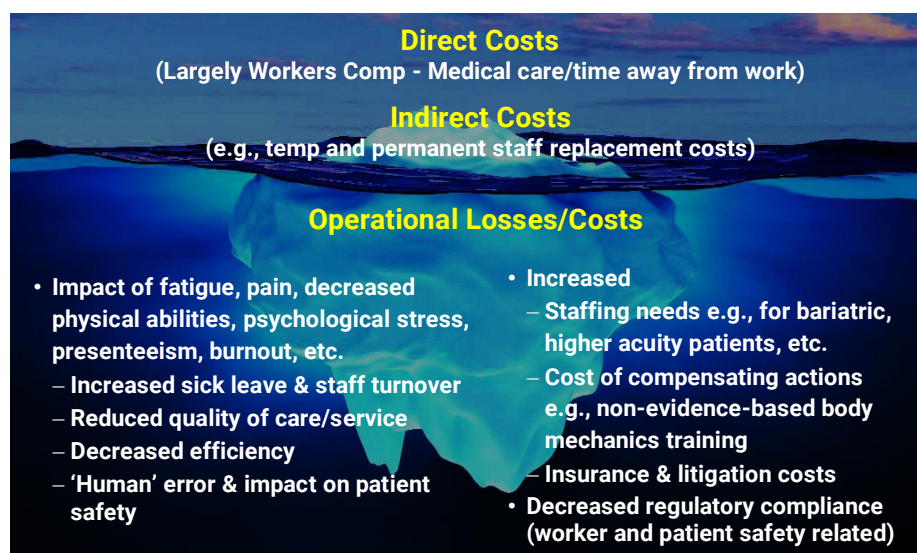 Direct Costs
(Largely Workers Comp - Medical care/time away from work)
Indirect Costs
(e.g., temp and permanent staff replacement costs)
Operational Losses/Costs
• Impact of fatigue, pain, decreased
physical abilities, psychological stress,
presenteeism, burnout, etc.
– Increased sick leave & staff turnover
– Reduced quality of care/service
– Decreased efficiency
– ‘Human’ error & impact on patient
safety
• Increased
– Staffing needs e.g., for bariatric,
higher acuity patients, etc.
– Cost of compensating actions
e.g., non-evidence-based body
mechanics training
– Insurance & litigation costs
• Decreased regulatory compliance
(worker and patient safety related)